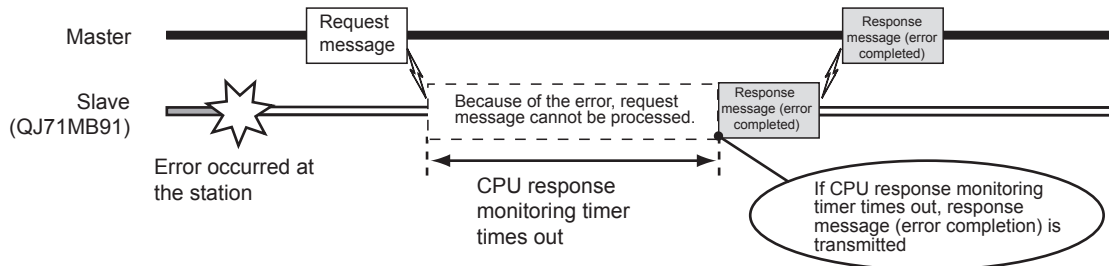 Master
Request
message
Response
message (error
completed)
Slave
(QJ71MB91)
Because of the error, request
message cannot be processed.
Response
message (error
completed)
Error occurred at
the station
CPU response
monitoring timer
times out
If CPU response monitoring
timer times out, response
message (error completion) is
transmitted